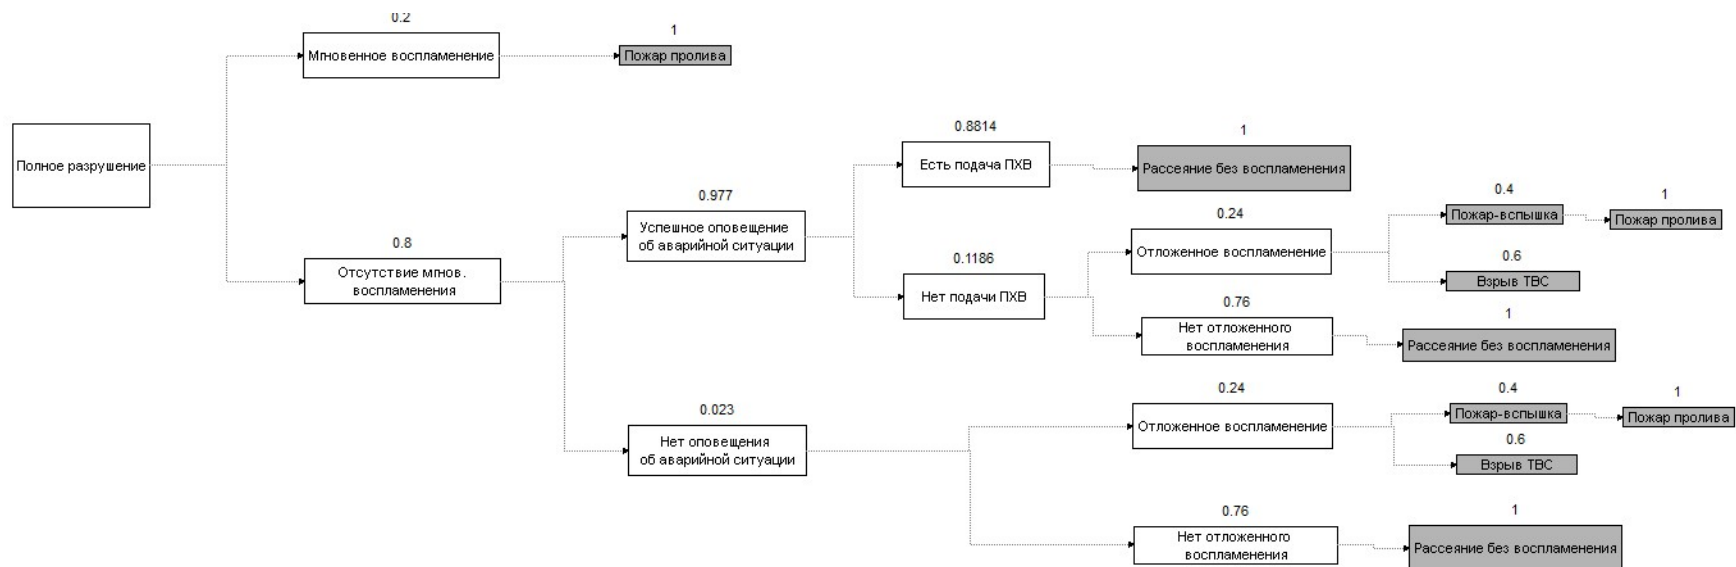 0.2
Мгновенное воспламенение
1
Пожар пролива
Полное разрушение
0.8
Отсутствие мгнов.
воспламенения
0.977
Успешное оповещение
об аварийной ситуации
0.8814
Есть подача ПХВ
1
Рассеяние без воспламенения
0.1186
Нет подачи ПХВ
0.24
Отложенное воспламенение
0.4
Пожар-вспышка
1
Пожар пролива
0.6
Взрыв ТВС
0.76
Нет отложенного
воспламенения
1
Рассеяние без воспламенения
0.023
Нет оповещения
об аварийной ситуации
0.24
Отложенное воспламенение
0.4
Пожар-вспышка
1
Пожар пролива
0.6
Взрыв ТВС
0.76
Нет отложенного
воспламенения
1
Рассеяние без воспламенения